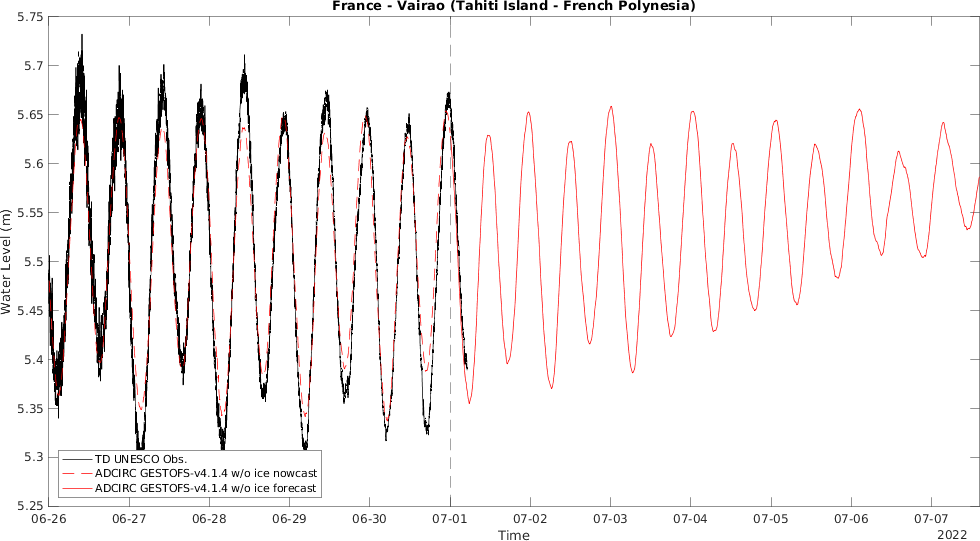 France - Vairao (Tahiti Island - French Polynesia)
5.75
5.7
5.65
5.6
5.55
5.5
5.45
5.4
5.35
5.3
5.25
Water Level (m)
TD UNESCO Obs.
ADCIRC GESTOFS-v4.1.4 w/o ice nowcast
ADCIRC GESTOFS-v4.1.4 w/o ice forecast
06-26 06-27 06-28 06-29 06-30 07-01 07-02 07-03 07-04 07-05 07-06 07-07
Time
2022